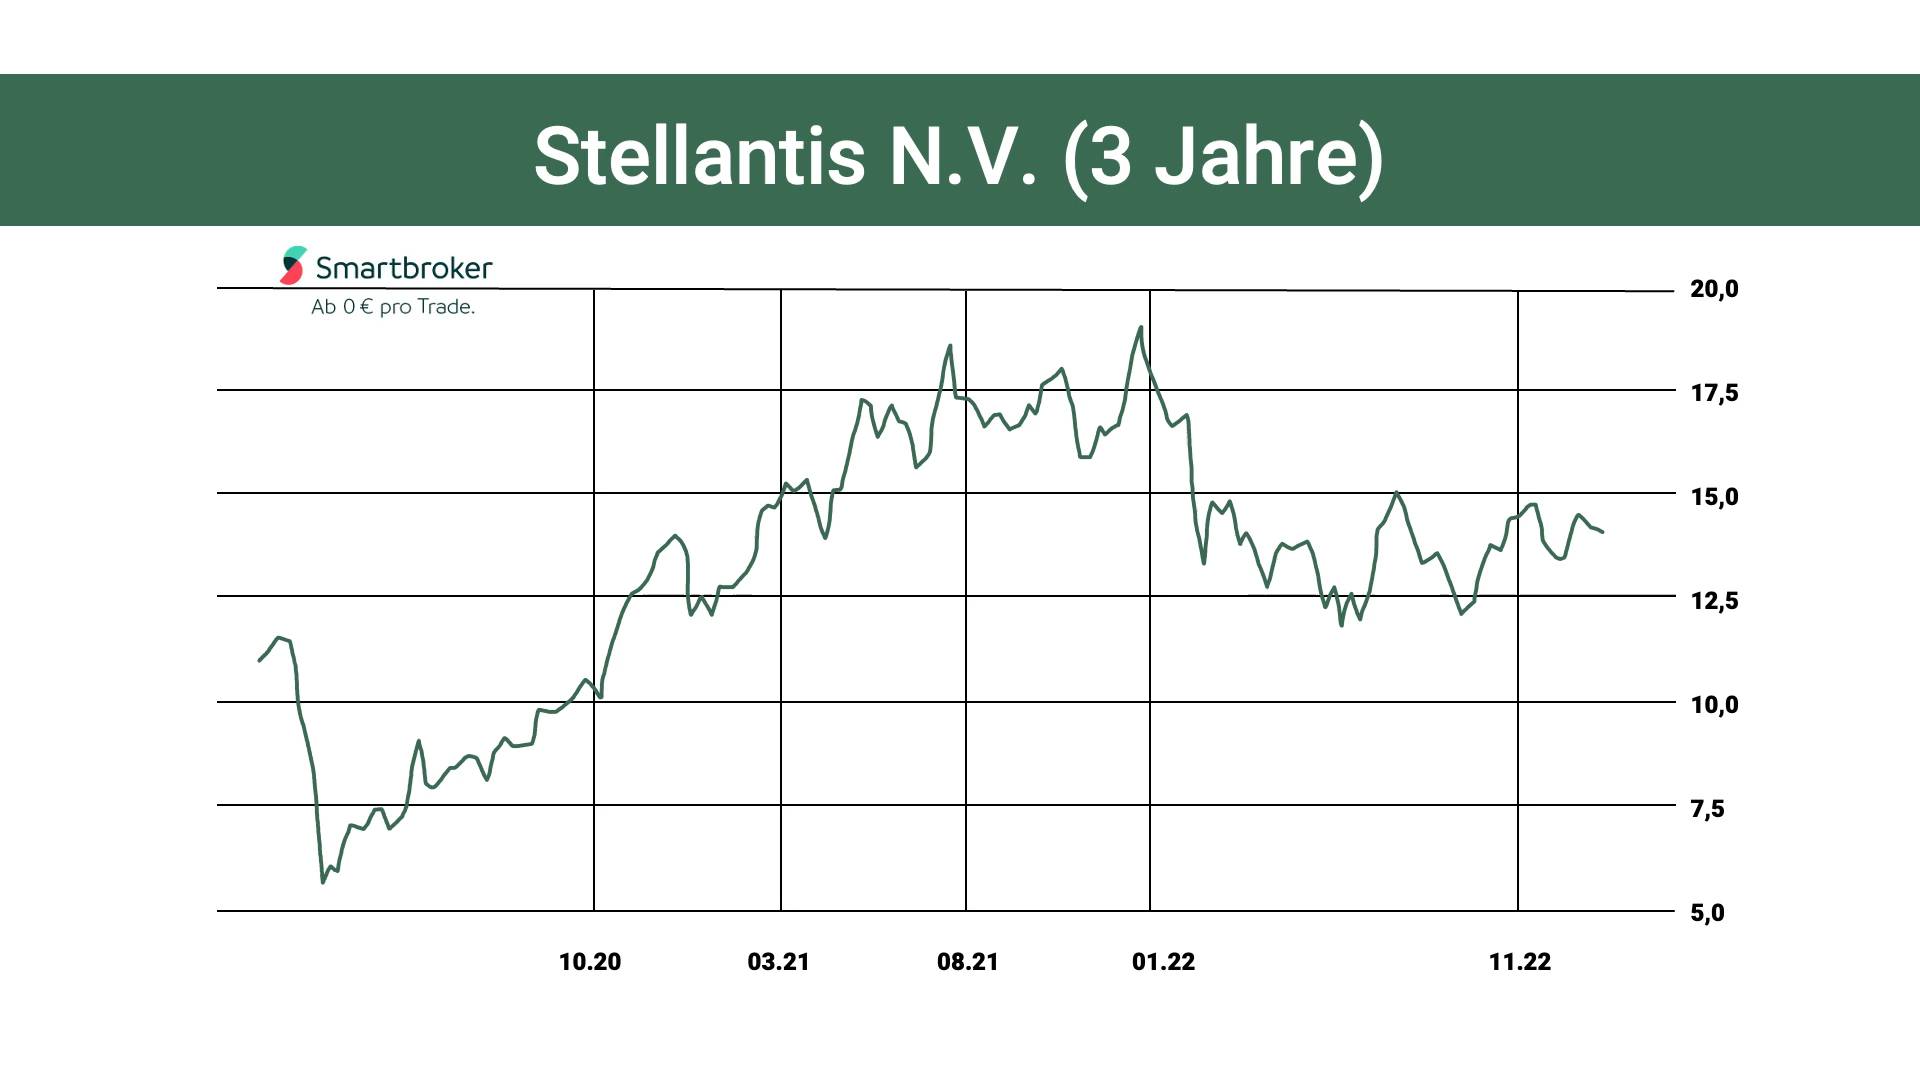 Stellantis N.V. (3 Jahre)
Smartbroker
Ab 0 € pro Trade.
20,0
17,5
15,0
12,5
10,0
7,5
5,0
10.20 03.21 08.21 01.22 11.22